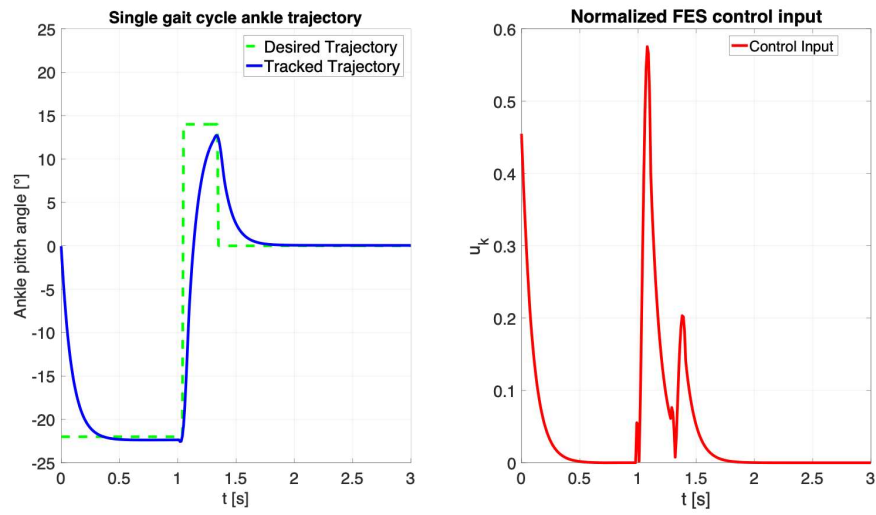 Single gait cycle ankle trajectory
25
20
15
10
5
0
-5
-10
-15
-20
-25
Ankle pitch angle [°]
Desired Trajectory
Tracked Trajectory
0 0.5 1 1.5 2 2.5 3
t [s]
Normalized FES control input
0.6
0.5
0.4
0.3
0.2
0.1
0
u_k
Control Input
0 0.5 1 1.5 2 2.5 3
t [s]